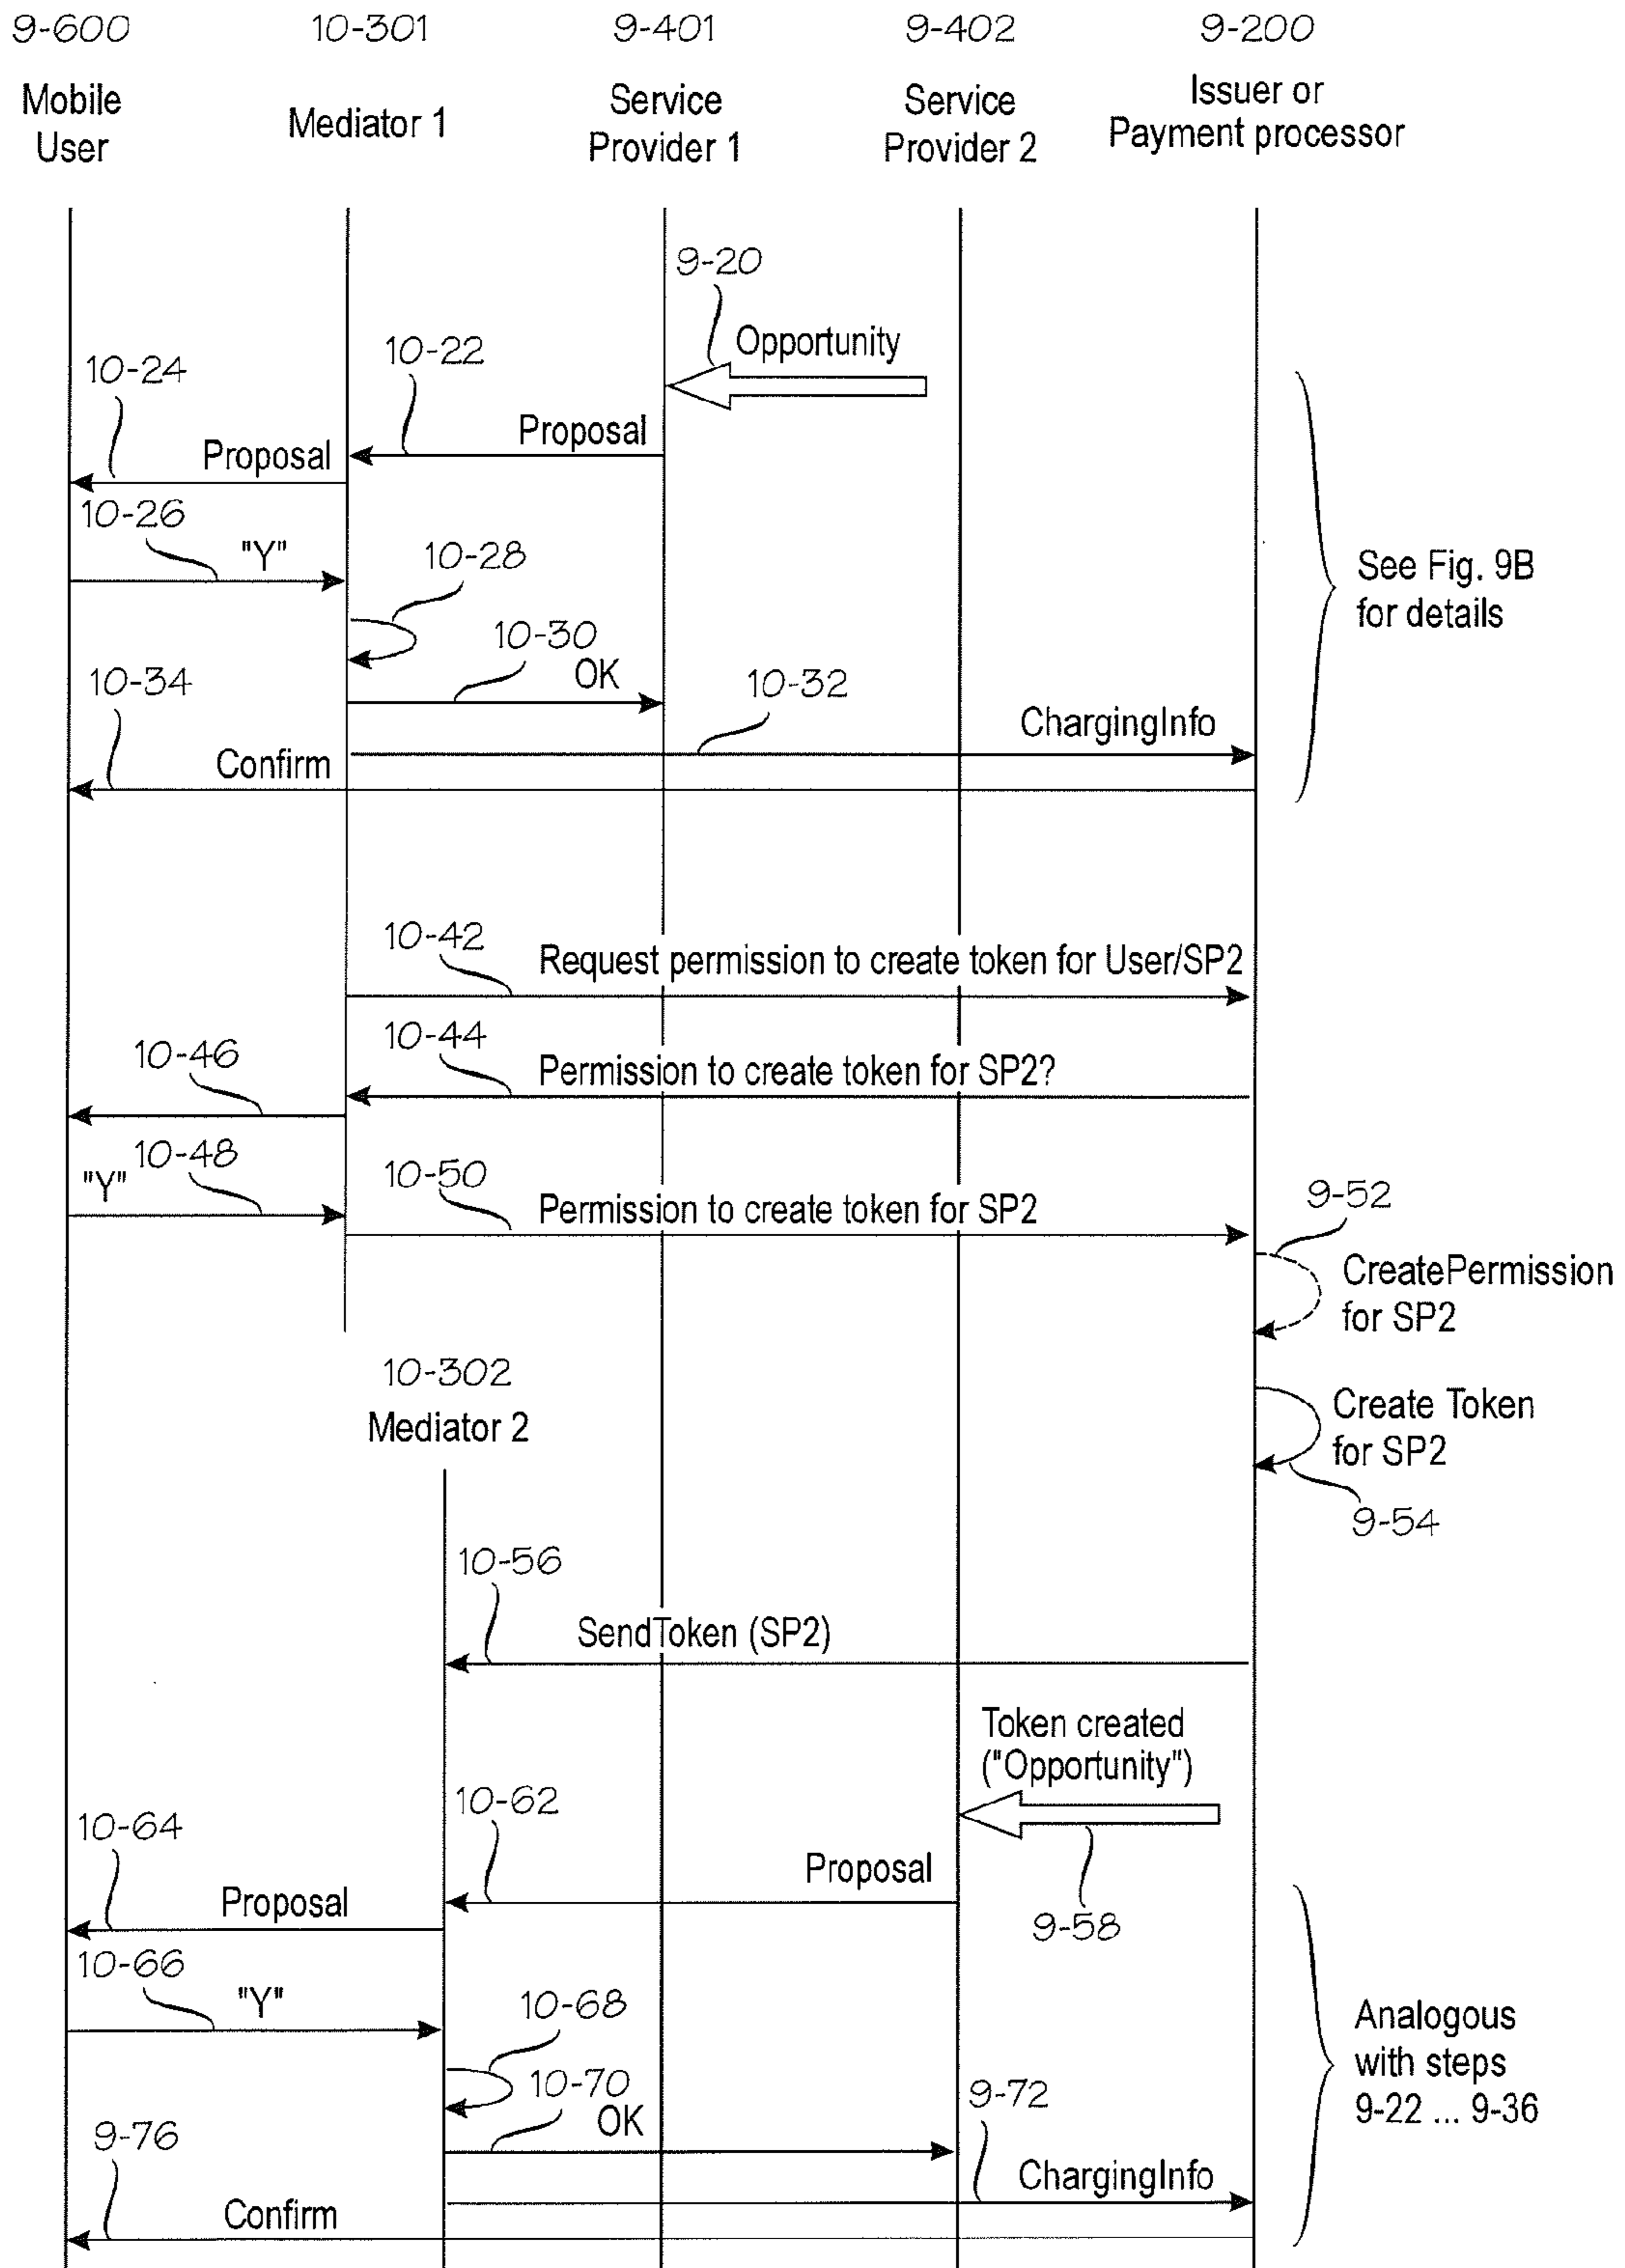 9-600
10-301
9-401
9-402
9-200
Mobile
User
Mediator 1
Service
Provider 1
Service
Provider 2
Issuer or
Payment processor
9-20
Opportunity
10-22
10-24
Proposal
Proposal
10-26
"Y"
10-28
See Fig. 9B
for details
10-30
OK
10-34
10-32
ChargingInfo
Confirm
10-42
Request permission to create token for User/SP2
10-44
10-46
Permission to create token for SP2?
10-48
"Y"
10-50
Permission to create token for SP2
9-52
CreatePermission
for SP2
10-302
Mediator 2
Create Token
for SP2
9-54
10-56
SendToken (SP2)
Token created
("Opportunity")
10-62
10-64
Proposal
Proposal
9-58
10-66
"Y"
10-68
Analogous
with steps
9-22 ... 9-36
10-70
OK
9-72
9-76
ChargingInfo
Confirm